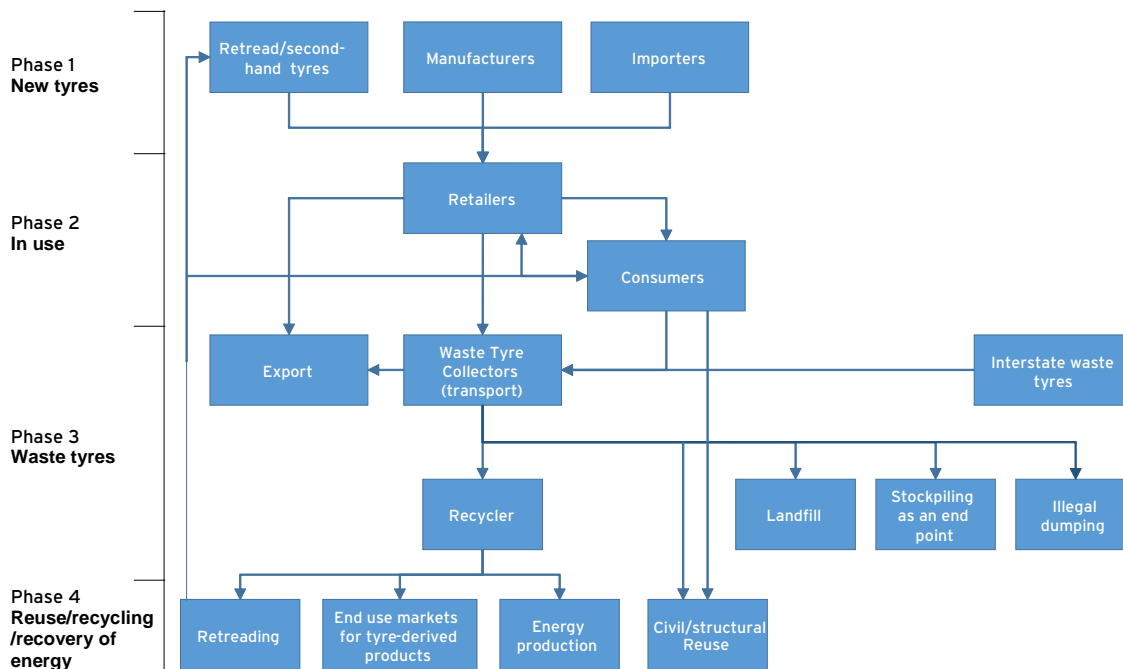 Phase 1
New tyres
Retread/second-
hand tyres
Manufacturers
Importers
Phase 2
In use
Retailers
Consumers
Phase 3
Waste tyres
Export
Waste Tyre
Collectors
(transport)
Interstate waste
tyres
Recycler
Landfill
Stockpiling
as an end
point
Illegal
dumping
Phase 4
Reuse/recycling
/recovery of
energy
Retreading
End use markets
for tyre-derived
products
Energy
production
Civil/structural
Reuse